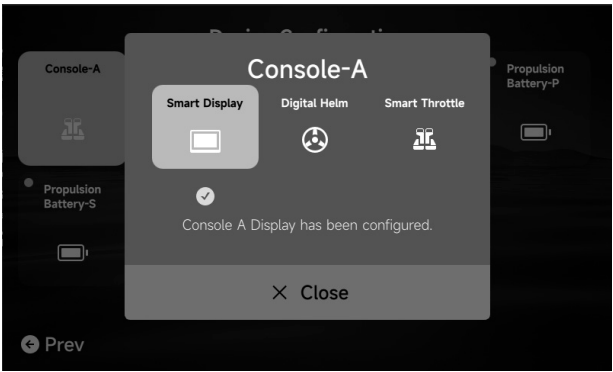 Console-A
Console-A
Smart Display
Digital Helm
Smart Throttle
Propulsion
Battery-P
Propulsion
Battery-S
Console A Display has been configured.
Close
Prev